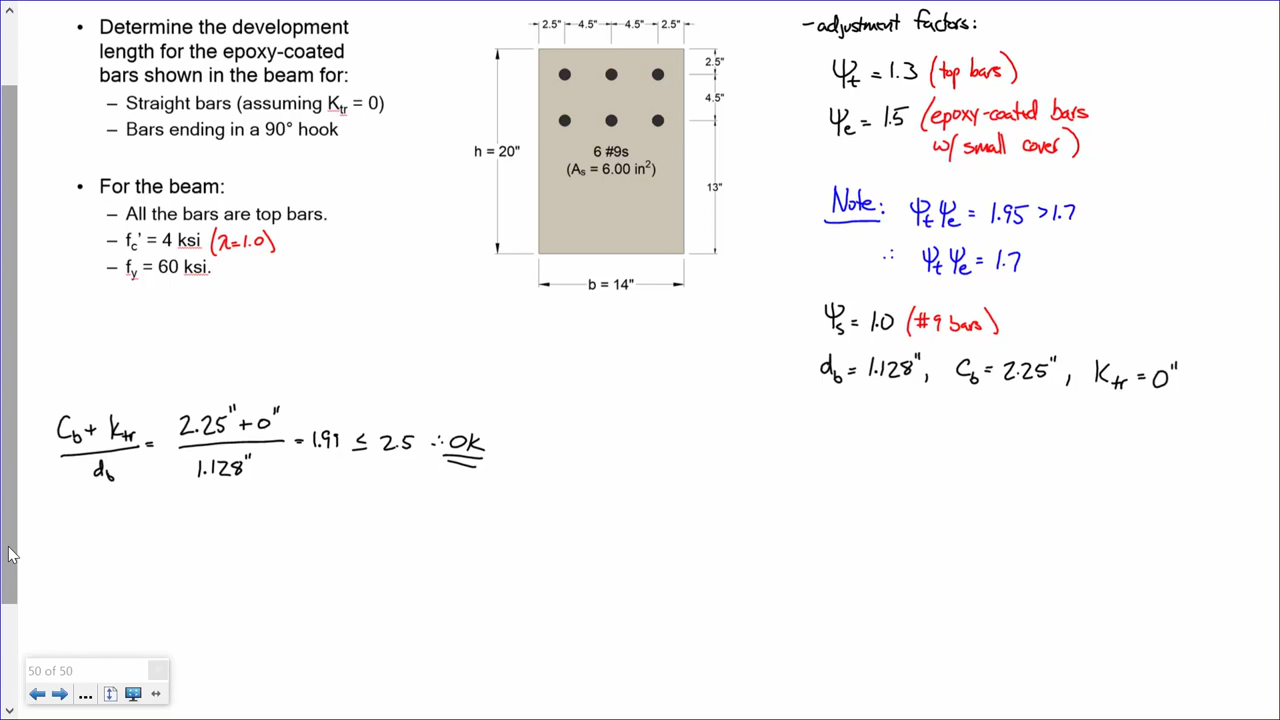 • Determine the development
length for the epoxy-coated
bars shown in the beam for:
– Straight bars (assuming Ktr = 0)
– Bars ending in a 90° hook
• For the beam:
– All the bars are top bars.
– fc' = 4 ksi (λ=1.0)
– fy = 60 ksi.
2.5" 4.5" 4.5" 2.5"
2.5"
4.5"
h = 20"
6 #9s
(As = 6.00 in²)
13"
b = 14"
- adjustment factors:
Ψt = 1.3 (top bars)
Ψe = 1.5 (epoxy-coated bars
w/ small cover)
Note: ΨtΨe = 1.95 > 1.7
∴ ΨtΨe = 1.7
Ψs = 1.0 (#9 bars)
db = 1.128", Cb = 2.25", Ktr = 0"
Cb + Ktr / db = 2.25" + 0" / 1.128" = 1.99 ≤ 2.5 ∴ OK
50 of 50
...